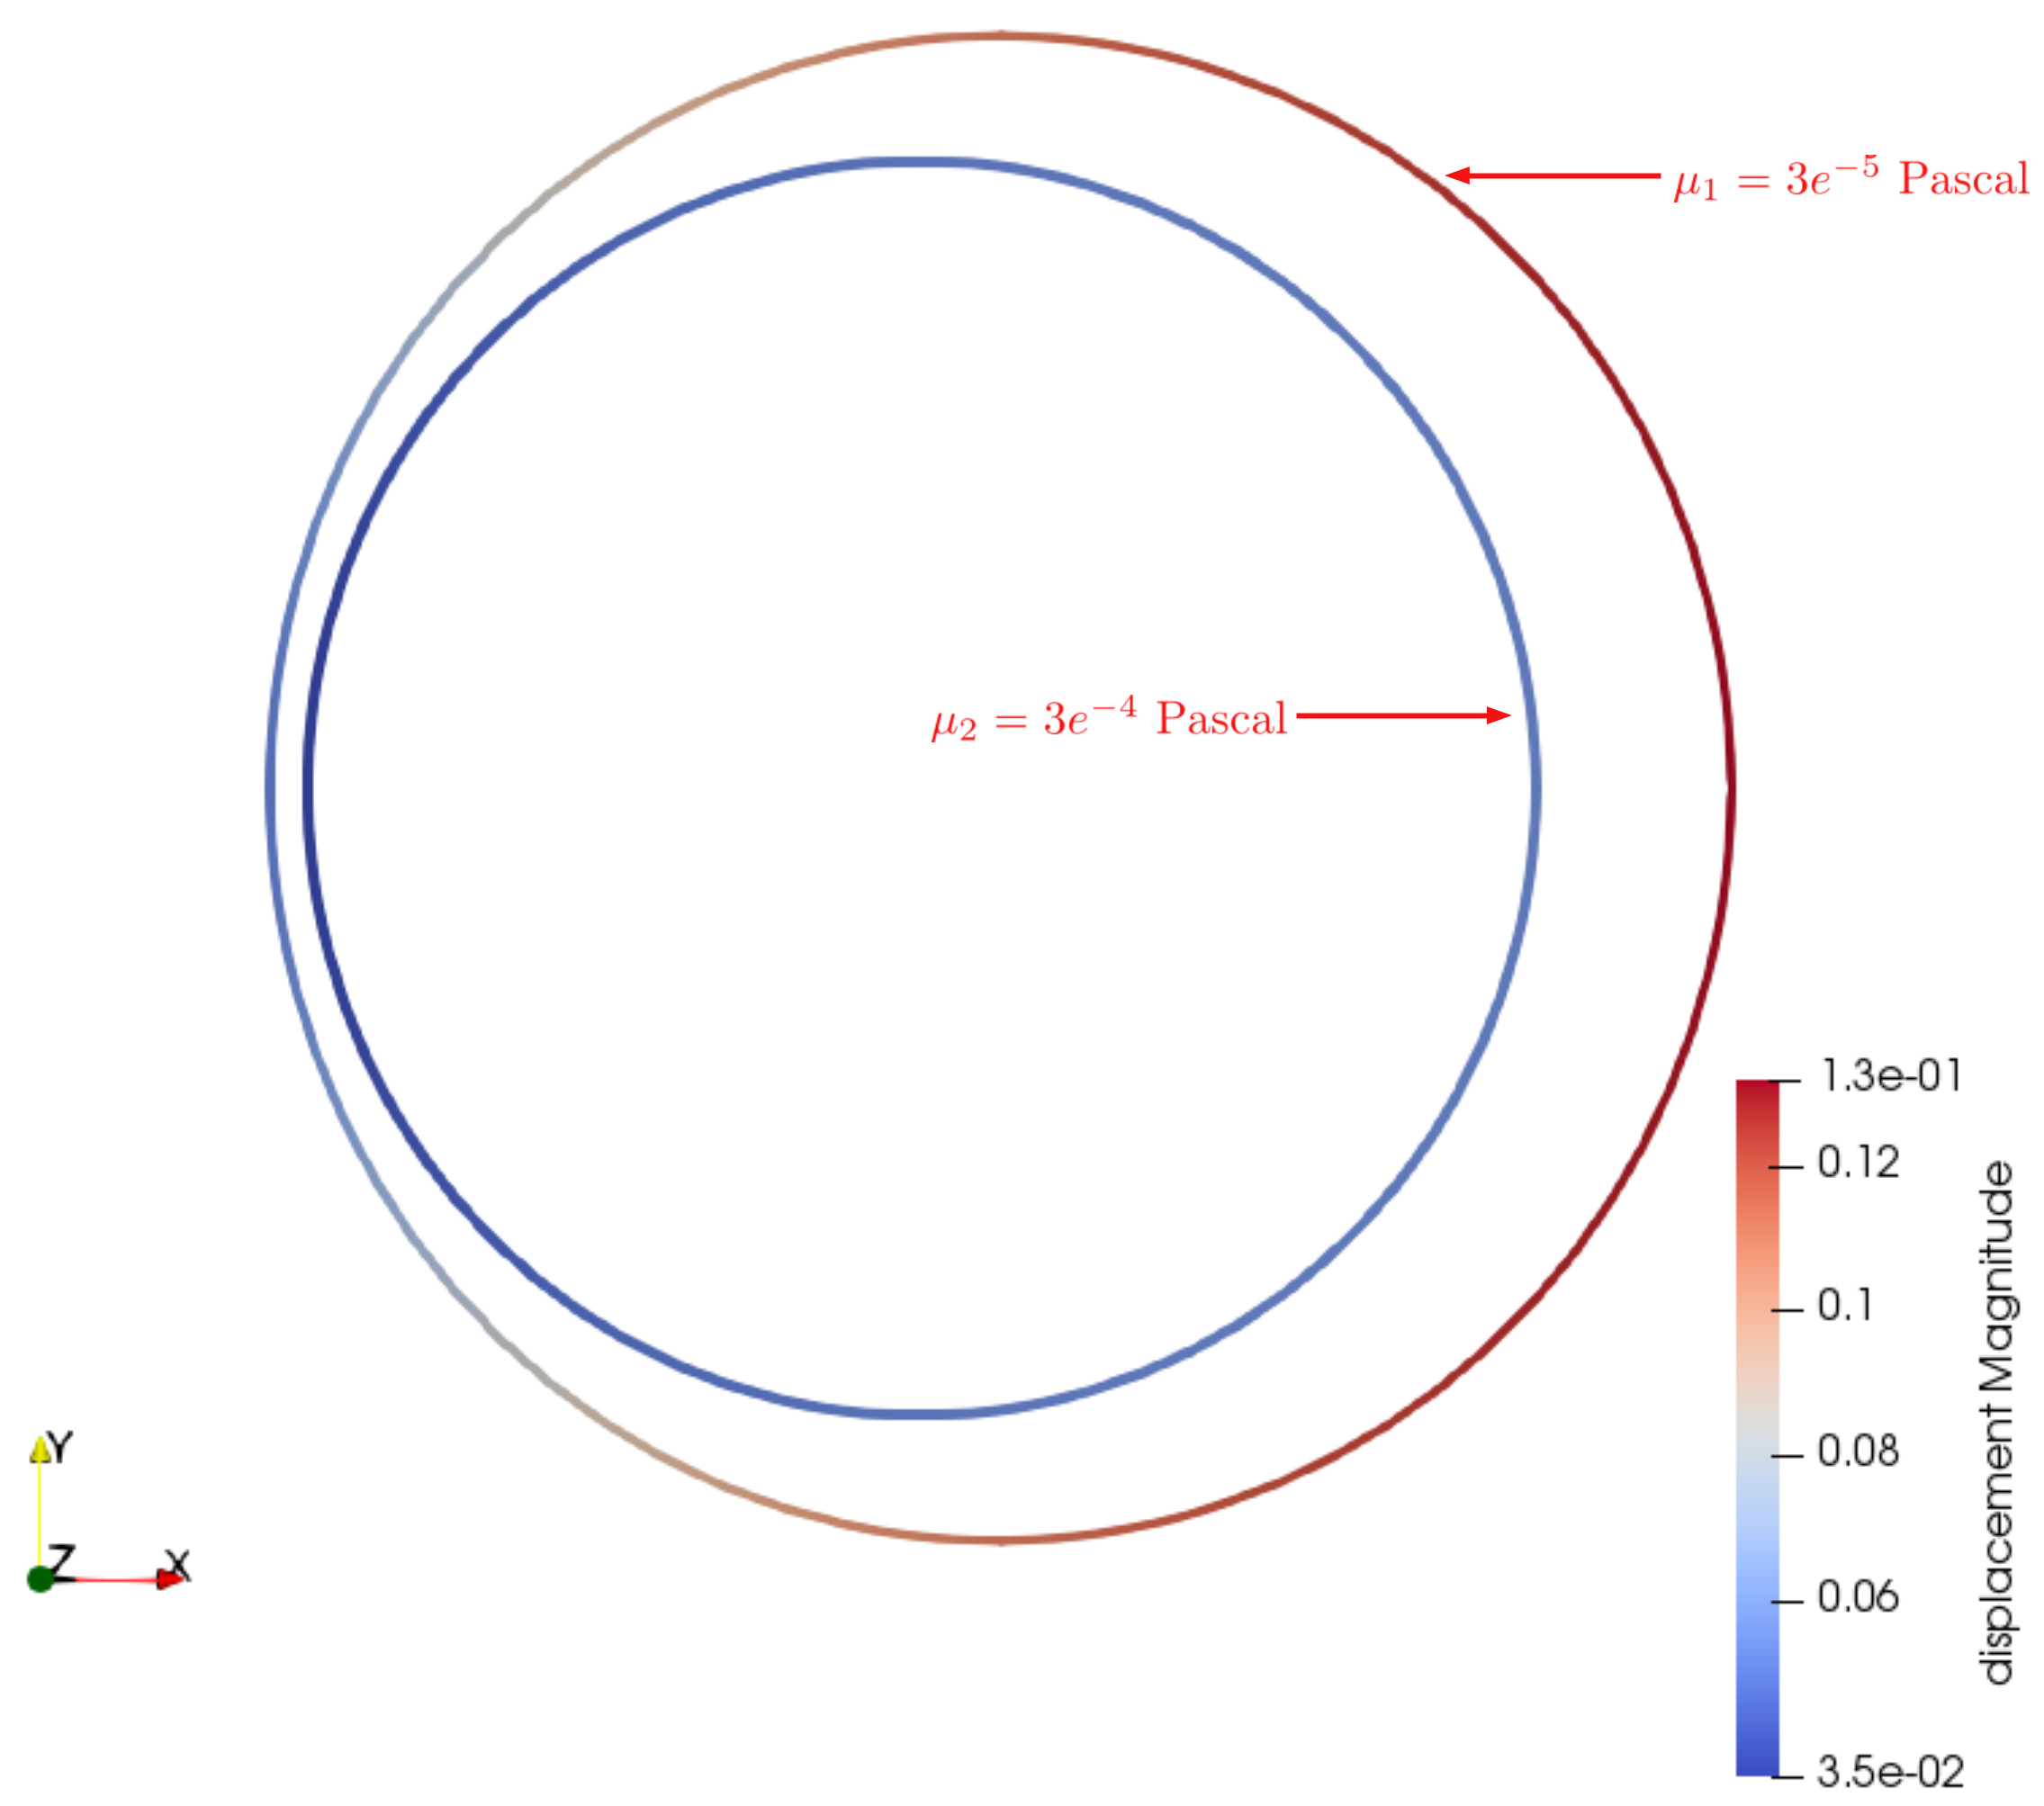 μ₁ = 3e⁻⁵ Pascal
μ₂ = 3e⁻⁴ Pascal
1.3e-01
0.12
0.1
0.08
0.06
3.5e-02
displacement Magnitude
Y
Z
X